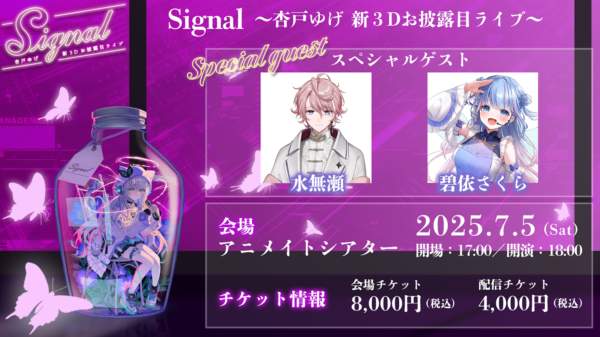 Signal
杏戸ゆげ 新3Dお披露目ライブ
Signal ～杏戸ゆげ 新３Dお披露目ライブ～
Special guest
スペシャルゲスト
水無瀬
碧依さくら
Signal
会場
アニメイトシアター
2025.7.5（Sat）
開場：17:00／開演：18:00
チケット情報
会場チケット
8,000円（税込）
配信チケット
4,000円（税込）